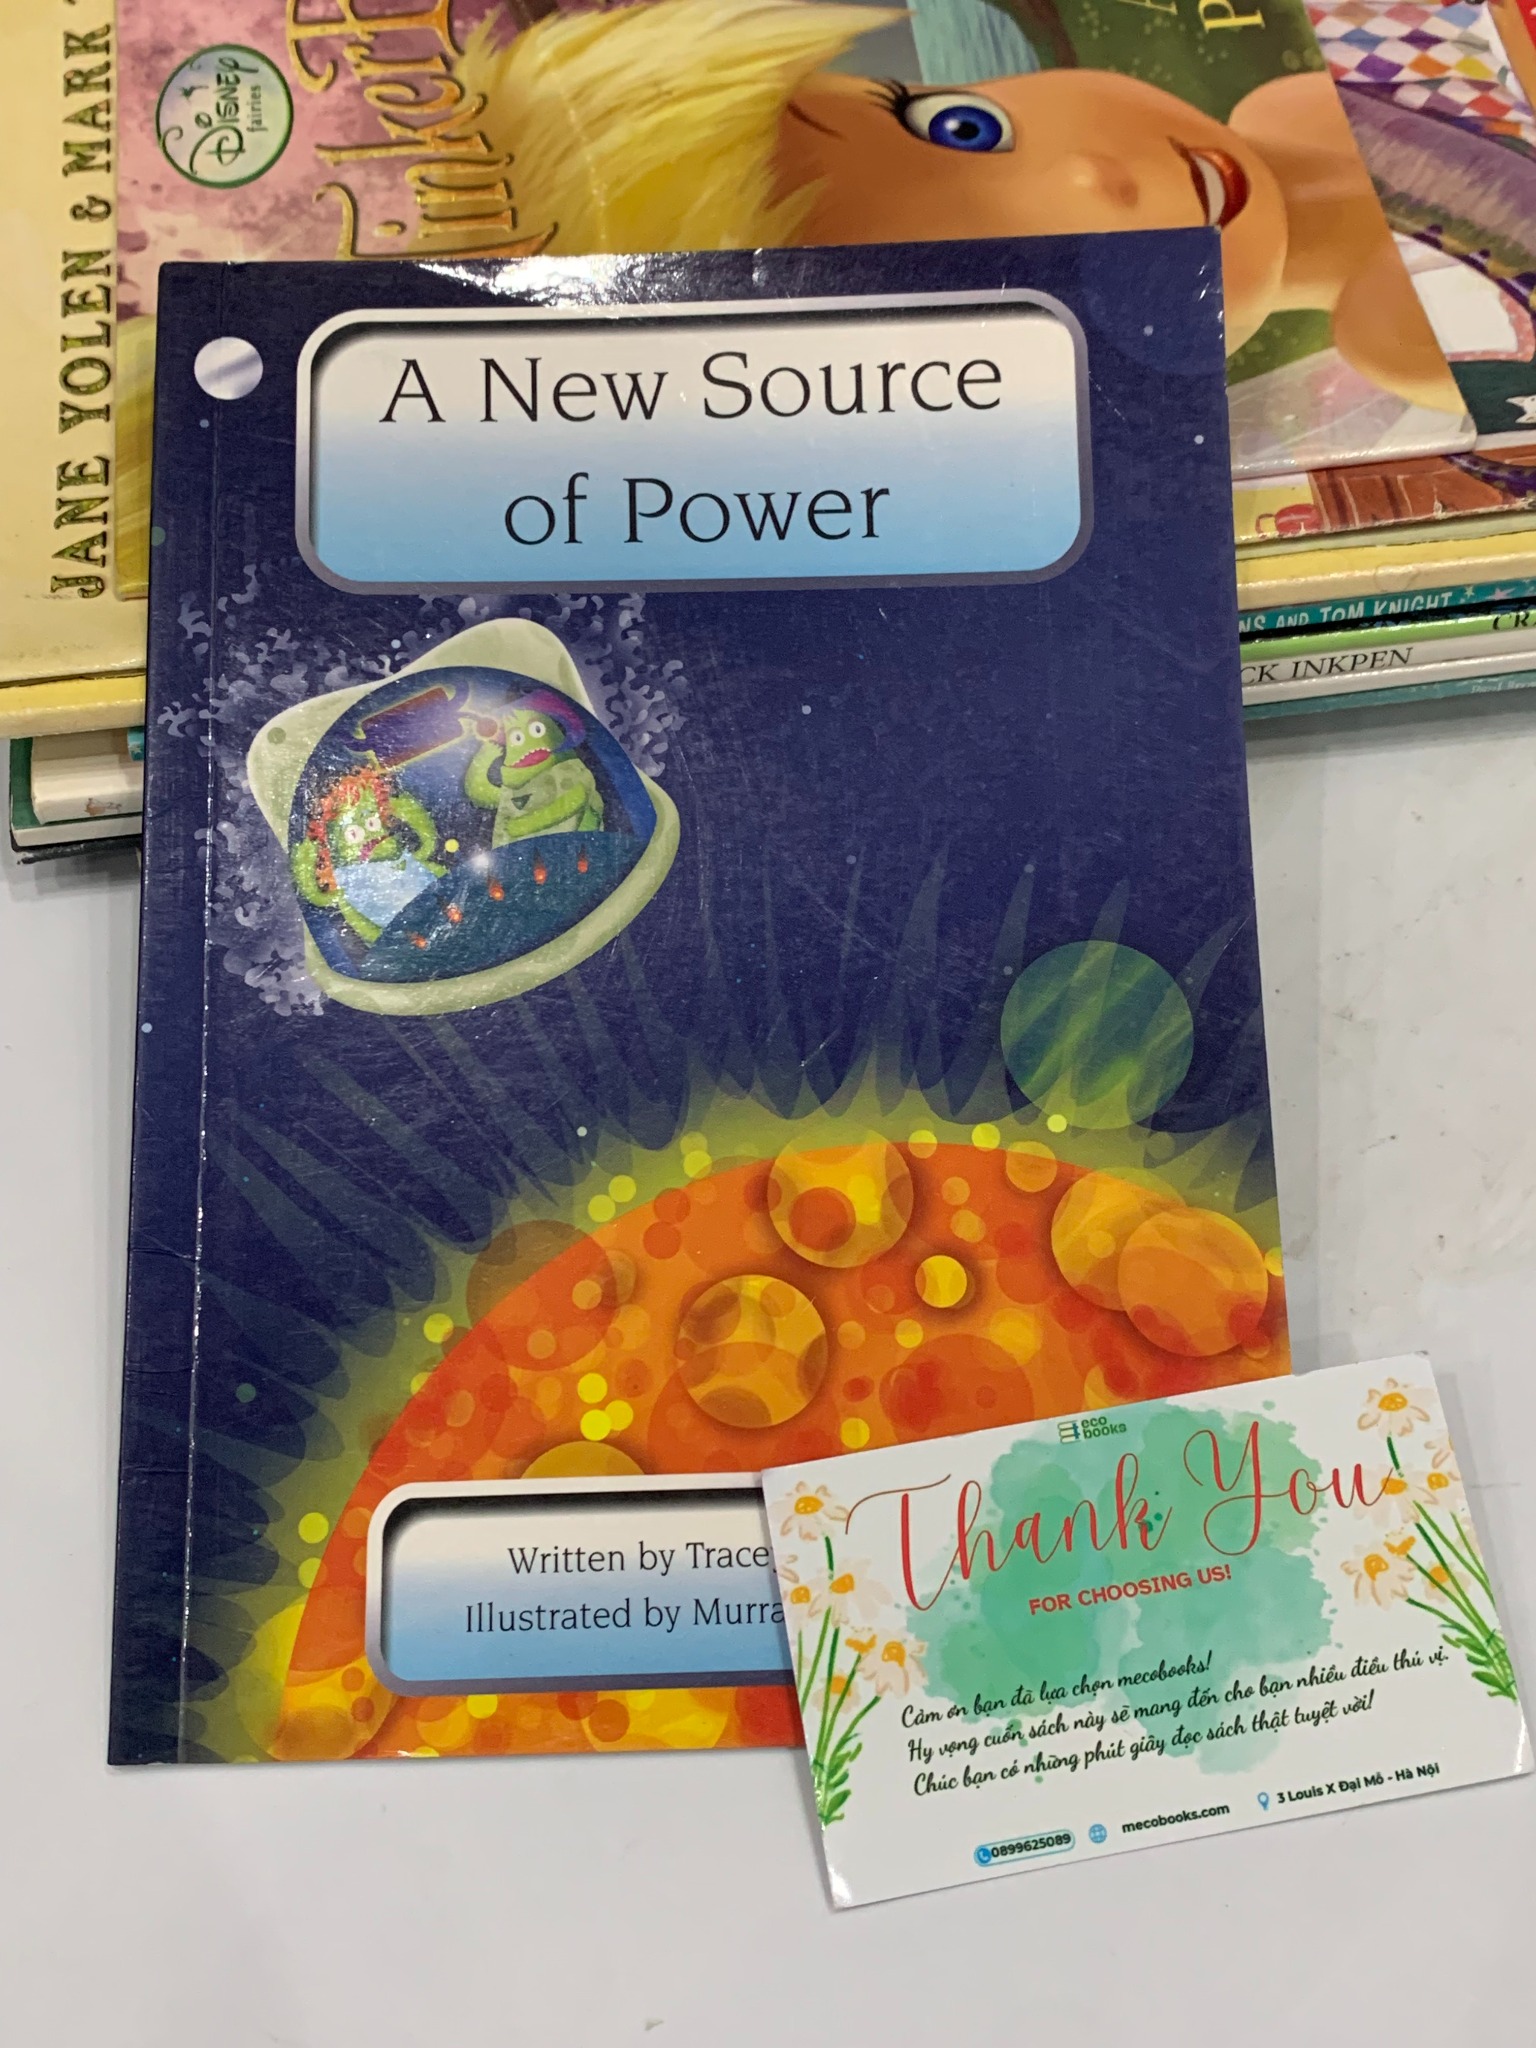 JANE YOLEN & MARK
DISNEY
fairies
A New Source
of Power
NS AND TOM KNIGHT
CK INKPEN
Written by
Illustrated by
eco
books
Thank You
FOR CHOOSING US!
Cảm ơn bạn đã lựa chọn mecobooks!
Hy vọng cuốn sách này sẽ mang đến cho bạn nhiều điều thú vị.
Chúc bạn có những phút giây đọc sách thật tuyệt vời!
0899625089
mecobooks.com
3 Louis X Đại Mỗ - Hà Nội